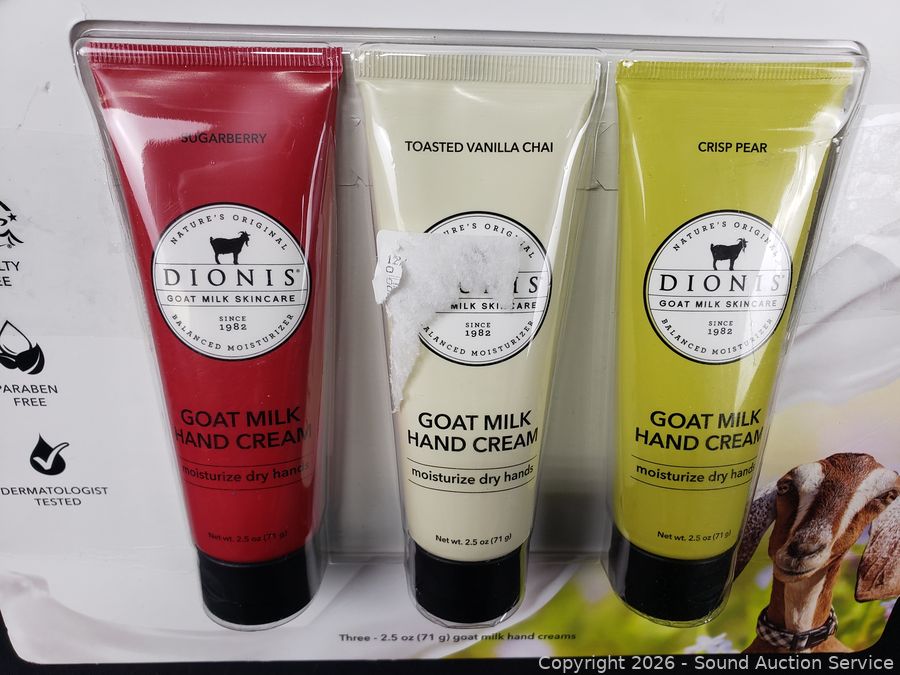 SUGARBERRY
NATURE'S ORIGINAL
DIONIS®
GOAT MILK SKINCARE
SINCE
1982
BALANCED MOISTURIZER
GOAT MILK
HAND CREAM
moisturize dry hands
Net wt. 2.5 oz (71 g)
TOASTED VANILLA CHAI
MILK SKINCARE
SINCE
1982
BALANCED MOISTURIZER
GOAT MILK
HAND CREAM
moisturize dry hands
Net wt. 2.5 oz (71 g)
CRISP PEAR
NATURE'S ORIGINAL
DIONIS
GOAT MILK SKINCARE
SINCE
1982
BALANCED MOISTURIZER
GOAT MILK
HAND CREAM
moisturize dry hands
Net wt. 2.5 oz (71 g)
PARABEN
FREE
DERMATOLOGIST
TESTED
Three - 2.5 oz (71 g) goat milk hand creams
Copyright 2026 - Sound Auction Service